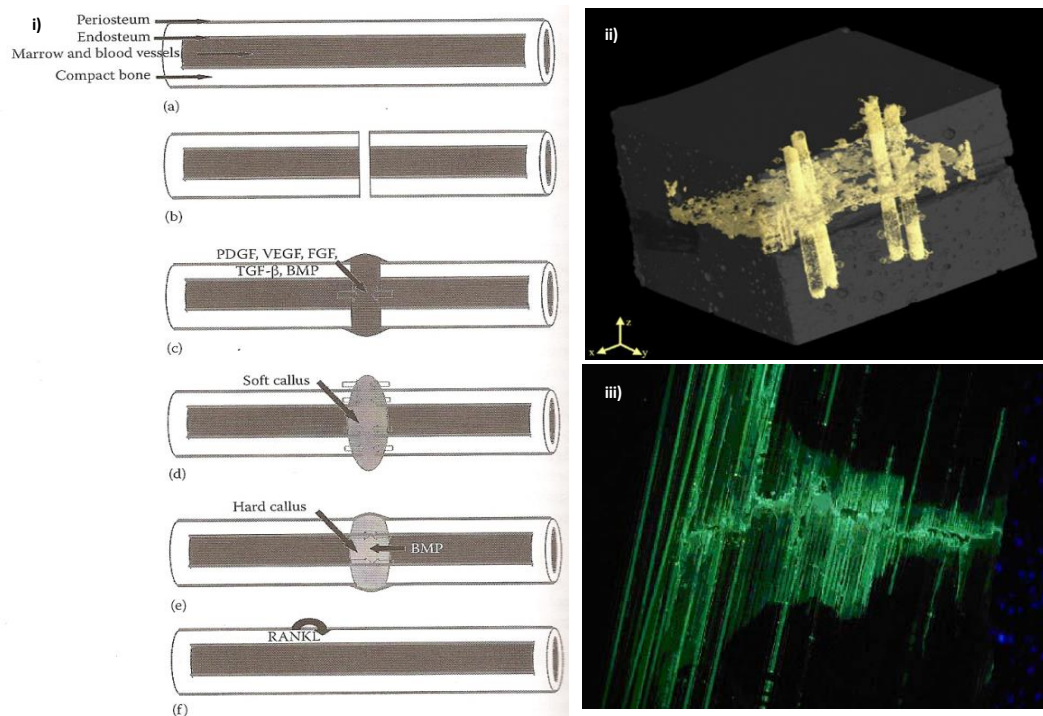 i)
Periosteum
Endosteum
Marrow and blood vessels
Compact bone
(a)
(b)
PDGF, VEGF, FGF,
TGF-β, BMP
(c)
Soft callus
(d)
Hard callus
BMP
(e)
RANKL
(f)
ii)
z
x
y
iii)